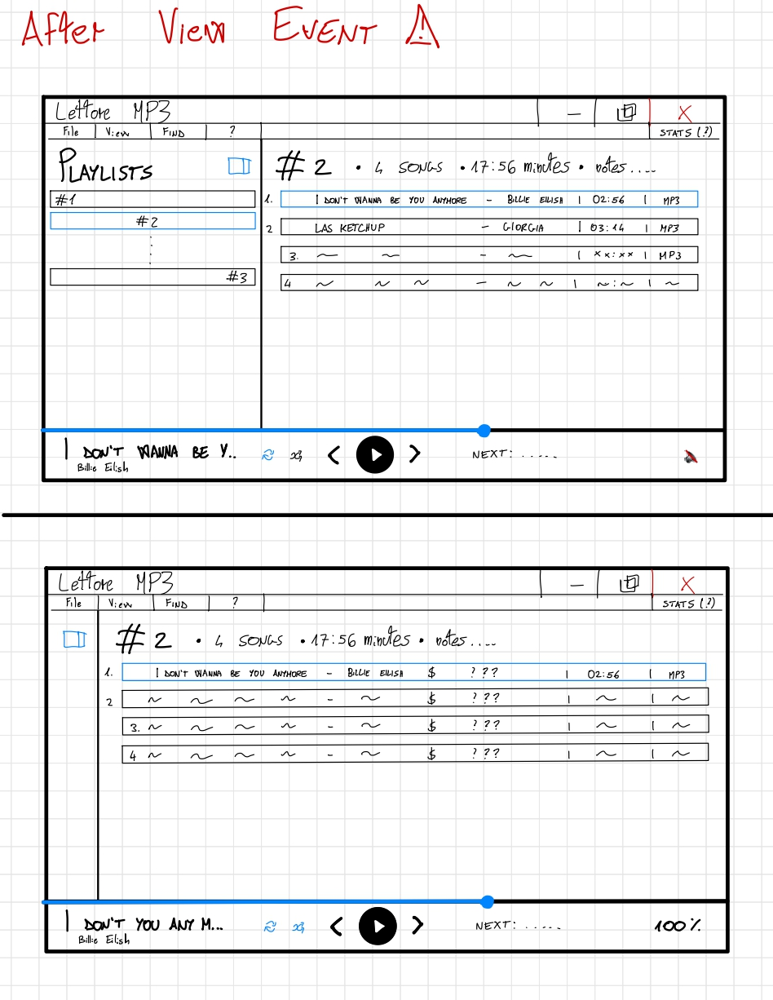 After View EVENT
Lettore MP3 – X
File View FIND ? STATS (?)
PLAYLISTS
#1
#2
#3
#2 • 4 SONGS • 17:56 minutes • notes ....
1. I DON'T WANNA BE YOU ANYMORE – BILLIE EILISH | 02:56 | MP3
2 LAS KETCHUP – GIORGIA | 03:14 | MP3
3. ~ ~ – ~ | xx:xx | MP3
4 ~ ~ ~ – ~ ~ | ~:~ | ~
I DON'T WANNA BE Y.. NEXT: .....
Billie Eilish
Lettore MP3 – X
File View FIND ? STATS (?)
#2 • 4 SONGS • 17:56 minutes • notes ....
1. I DON'T WANNA BE YOU ANYMORE – BILLIE EILISH $ ??? | 02:56 | MP3
2 ~ ~ ~ ~ – ~ $ ??? | ~ | ~
3. ~ ~ ~ ~ – ~ $ ??? | ~ | ~
4 ~ ~ ~ ~ – ~ $ ??? | ~ | ~
I DON'T YOU ANY M... NEXT: ..... 100%
Billie Eilish